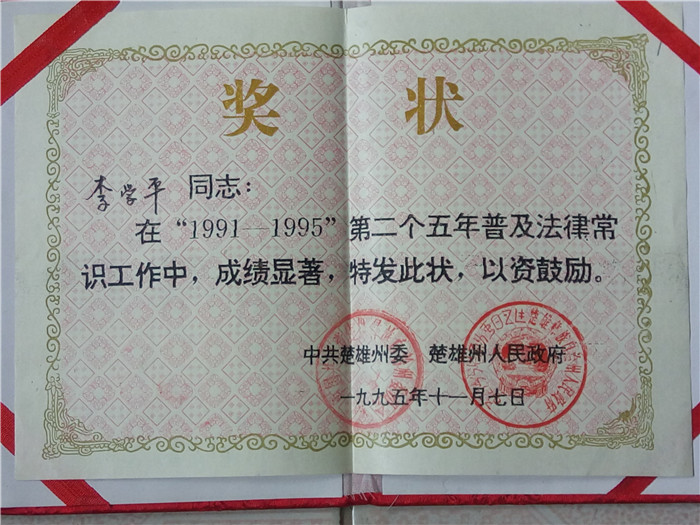 奖 状
李学平 同志：
在“1991—1995”第二个五年普及法律常
识工作中，成绩显著，特发此状，以资鼓励。
中共楚雄州委 楚雄州人民政府
一九九五年十一月七日